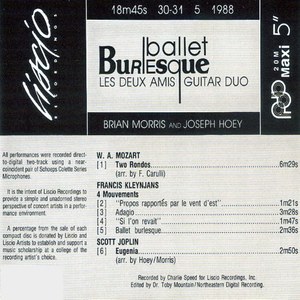 18m45s 30-31 5 1988
liscio
RECORDINGS
ballet
BurLesque
LES DEUX AMIS GUITAR DUO
BRIAN MORRIS AND JOSEPH HOEY
20M
Maxi 5"
All performances were recorded direct-
to-digital two-track using a near-
coincident pair of Schoeps Colette Series
Microphones.
It is the intent of Liscio Recordings to
provide a simple and unadorned stereo
perspective of concert artists in a performance
environment.
A percentage from the sale of each
compact disc is donated by Liscio and
Liscio Artists to establish and support a
music scholarship at a college of the
recording artist's choice.
W. A. MOZART
[1] Two Rondos 6m29s
(arr. by F. Carulli)
FRANCIS KLEYNJANS
4 Mouvements
[2] "Propos rapportés par le vent d'est" 1m21s
[3] Adagio 3m28s
[4] "Si l'on revait" 1m47s
[5] Ballet burlesque 2m36s
SCOTT JOPLIN
[6] Eugenia 2m50s
(arr. by Hoey/Morris)
Recorded by Charlie Speed for Liscio Recordings, Inc.
Edited by Dr. Toby Mountain/Northeastern Digital Recording.